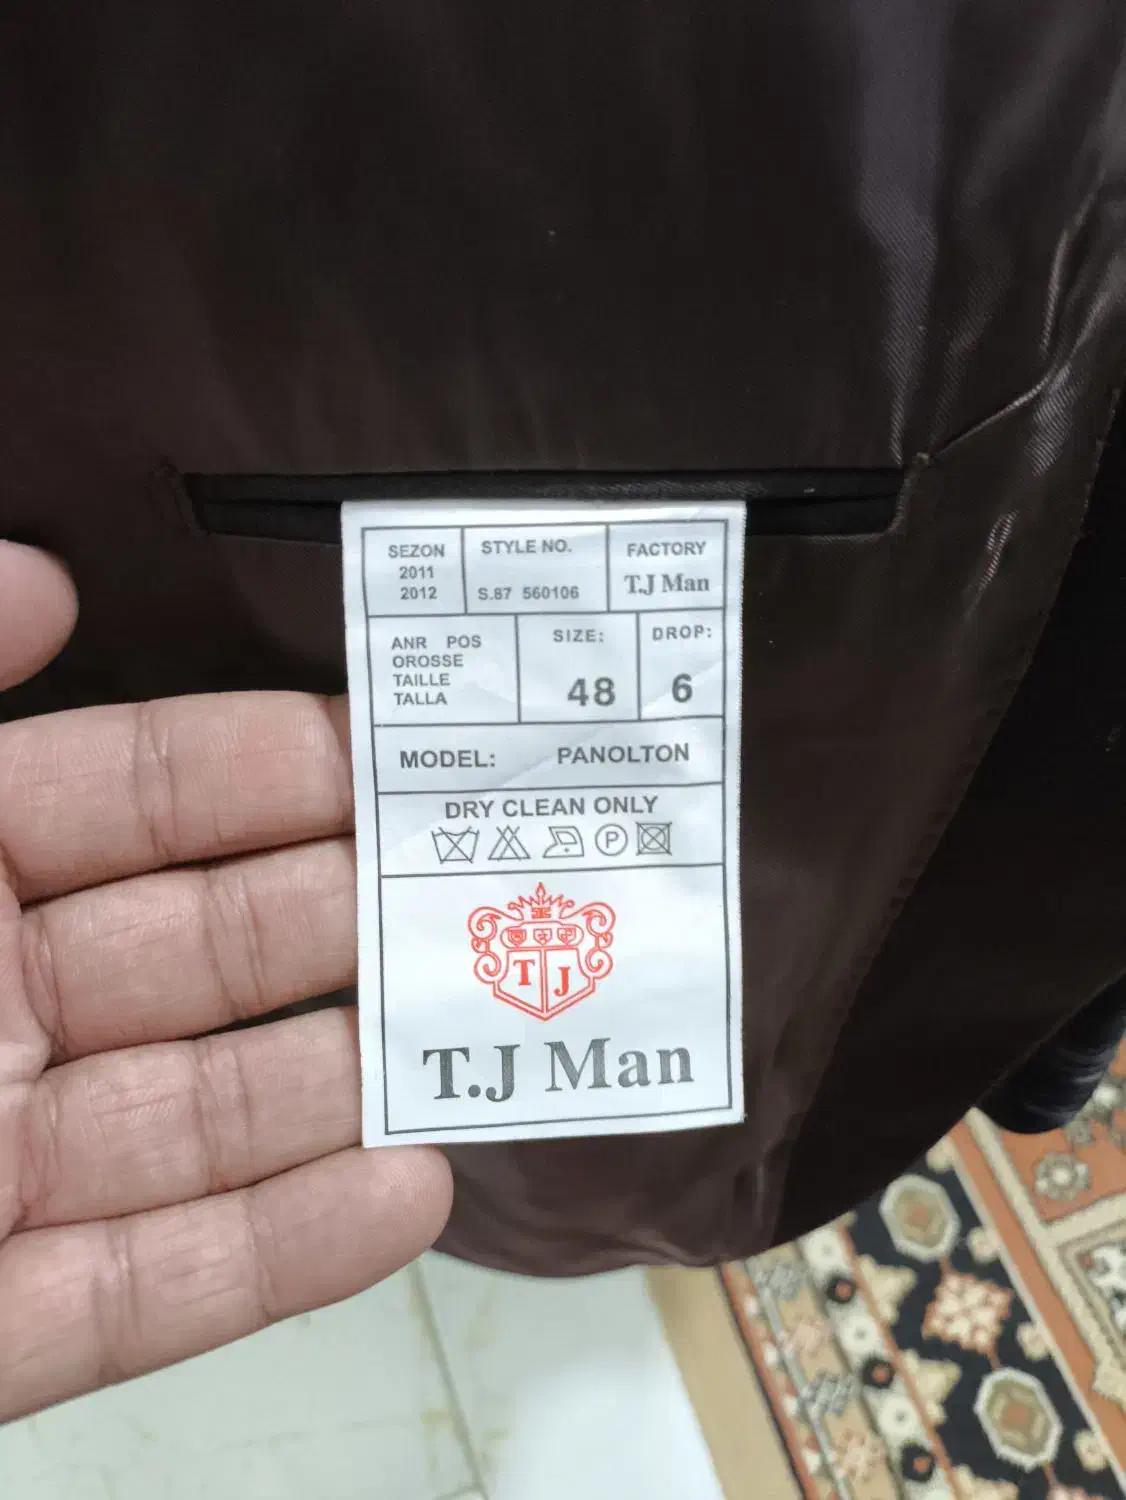 SEZON
2011
2012
STYLE NO.
S.87 560106
FACTORY
T.J Man
ANR POS
OROSSE
TAILLE
TALLA
SIZE:
48
DROP:
6
MODEL: PANOLTON
DRY CLEAN ONLY
P
T J
T.J Man